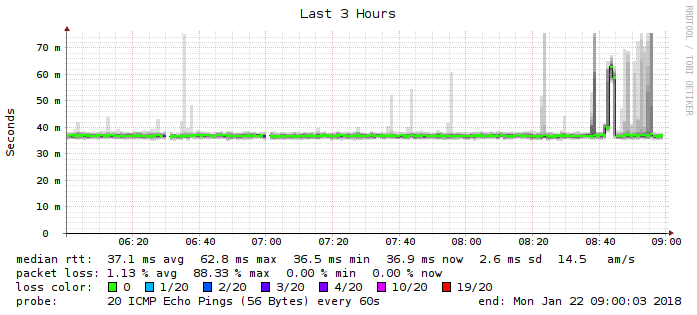 Last 3 Hours
RRDTOOL / TOBI OETIKER
Seconds
70 m
60 m
50 m
40 m
30 m
20 m
10 m
0
06:20 06:40 07:00 07:20 07:40 08:00 08:20 08:40 09:00
median rtt: 37.1 ms avg 62.8 ms max 36.5 ms min 36.9 ms now 2.6 ms sd 14.5 am/s
packet loss: 1.13 % avg 88.33 % max 0.00 % min 0.00 % now
loss color: 0 1/20 2/20 3/20 4/20 10/20 19/20
probe: 20 ICMP Echo Pings (56 Bytes) every 60s end: Mon Jan 22 09:00:03 2018